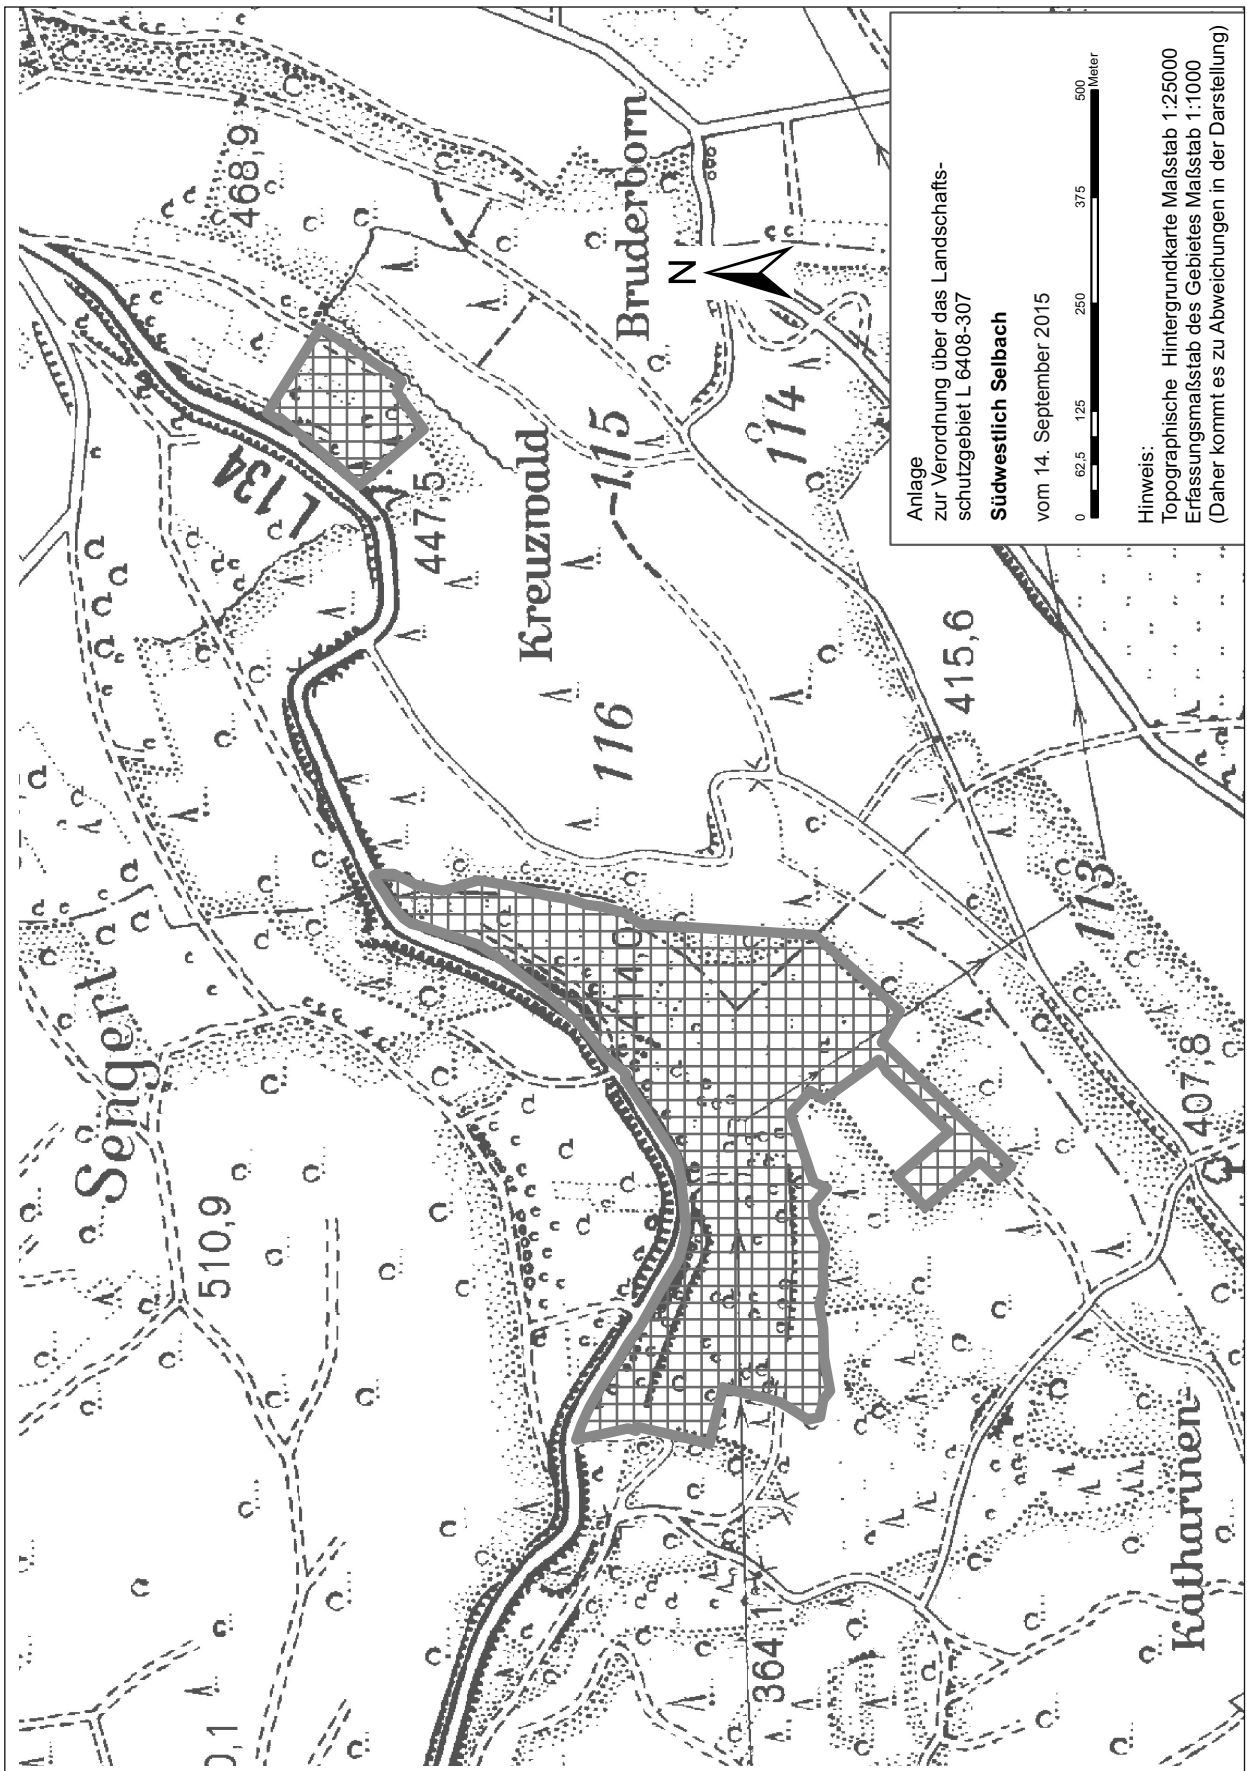 Sengert
510,9
0,1
L 134
468,9
447,5
Kreuzwald
Bruderborn
115
116
114
113
414,0
415,6
407,8
364,1
Katharinen-
N
Anlage
zur Verordnung über das Landschafts-
schutzgebiet L 6408-307
Südwestlich Selbach
vom 14. September 2015
0 62,5 125 250 375 500
Meter
Hinweis:
Topographische Hintergrundkarte Maßstab 1:25000
Erfassungsmaßstab des Gebietes Maßstab 1:1000
(Daher kommt es zu Abweichungen in der Darstellung)